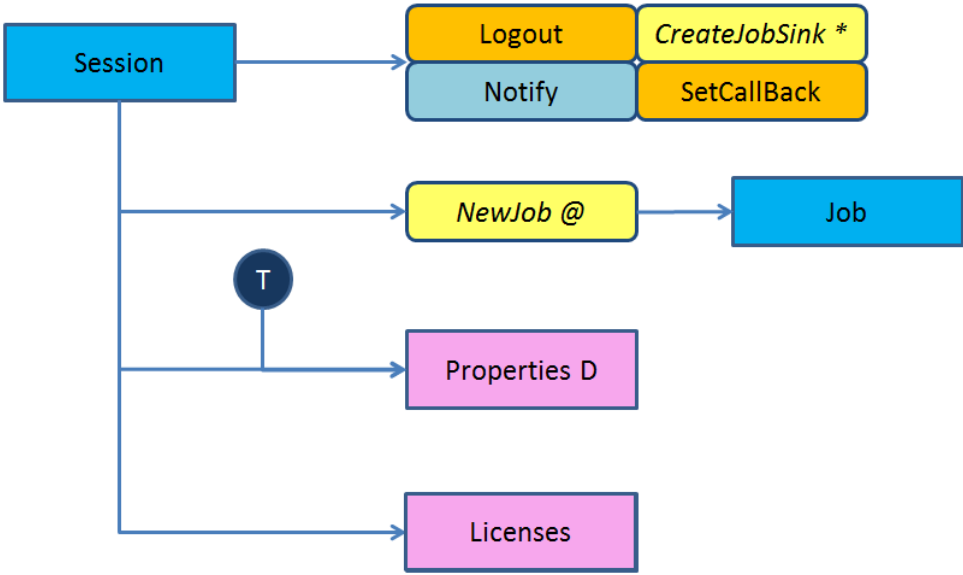 Session
Logout
CreateJobSink *
Notify
SetCallBack
NewJob @
Job
T
Properties D
Licenses